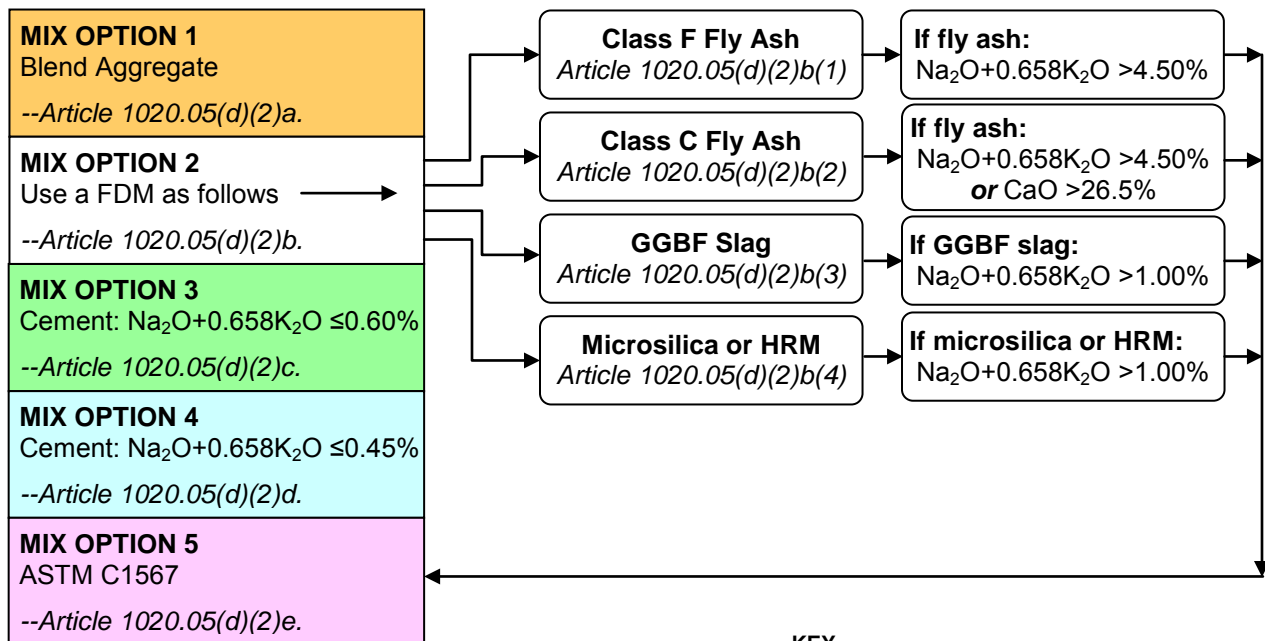 MIX OPTION 1
Blend Aggregate
--Article 1020.05(d)(2)a.
MIX OPTION 2
Use a FDM as follows
--Article 1020.05(d)(2)b.
MIX OPTION 3
Cement: Na₂O+0.658K₂O ≤0.60%
--Article 1020.05(d)(2)c.
MIX OPTION 4
Cement: Na₂O+0.658K₂O ≤0.45%
--Article 1020.05(d)(2)d.
MIX OPTION 5
ASTM C1567
--Article 1020.05(d)(2)e.
Class F Fly Ash
Article 1020.05(d)(2)b(1)
If fly ash:
Na₂O+0.658K₂O >4.50%
Class C Fly Ash
Article 1020.05(d)(2)b(2)
If fly ash:
Na₂O+0.658K₂O >4.50%
or CaO >26.5%
GGBF Slag
Article 1020.05(d)(2)b(3)
If GGBF slag:
Na₂O+0.658K₂O >1.00%
Microsilica or HRM
Article 1020.05(d)(2)b(4)
If microsilica or HRM:
Na₂O+0.658K₂O >1.00%
KEY